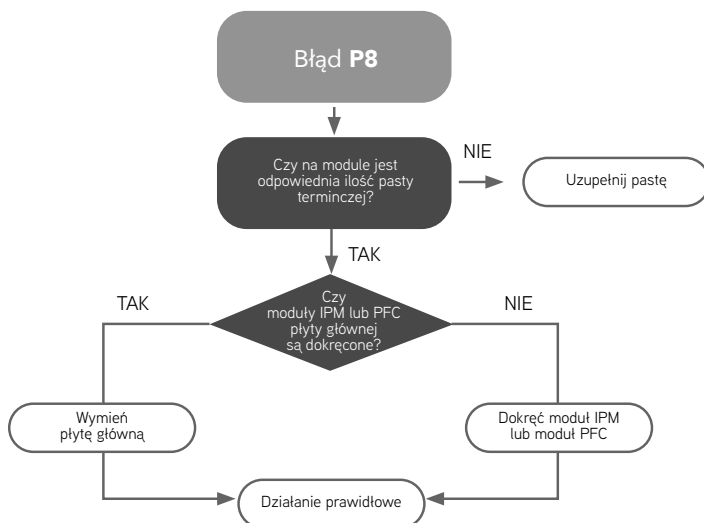 Błąd P8
Czy na module jest
odpowiednia ilość pasty
terminczej?
NIE
Uzupełnij pastę
TAK
Czy
moduły IPM lub PFC
płyty głównej
są dokręcone?
TAK
NIE
Wymień
płytę główną
Dokręć moduł IPM
lub moduł PFC
Działanie prawidłowe